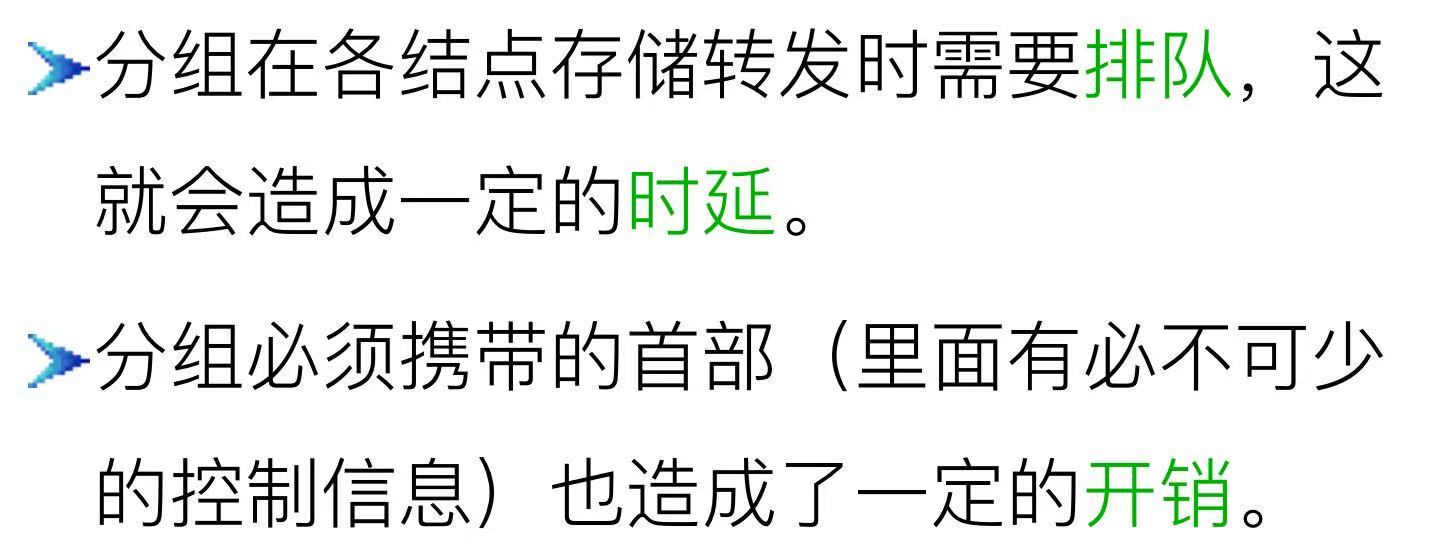 分组在各结点存储转发时需要排队，这
就会造成一定的时延。
分组必须携带的首部（里面有必不可少
的控制信息）也造成了一定的开销。